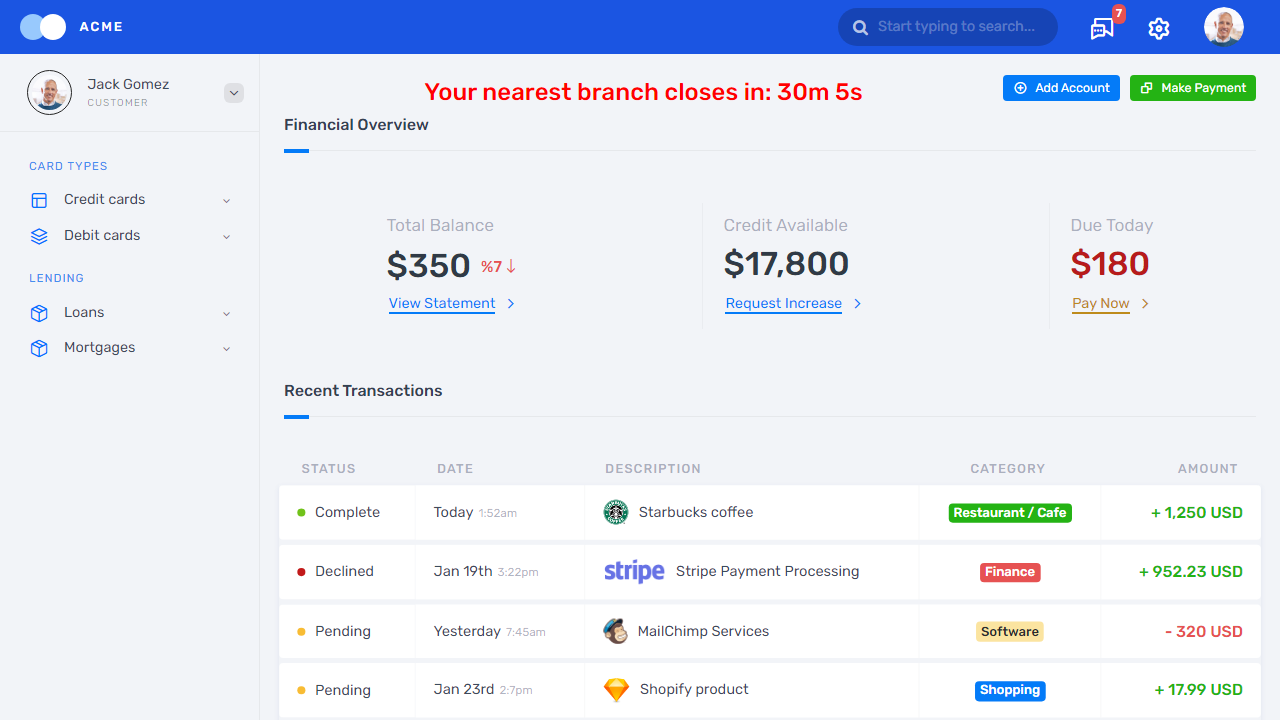 ACME
Start typing to search...
7
Jack Gomez
CUSTOMER
Your nearest branch closes in: 30m 5s
Add Account
Make Payment
Financial Overview
CARD TYPES
Credit cards
Debit cards
LENDING
Loans
Mortgages
Total Balance
$350 %7
View Statement
Credit Available
$17,800
Request Increase
Due Today
$180
Pay Now
Recent Transactions
STATUS DATE DESCRIPTION CATEGORY AMOUNT
Complete Today 1:52am Starbucks coffee Restaurant / Cafe + 1,250 USD
Declined Jan 19th 3:22pm stripe Stripe Payment Processing Finance + 952.23 USD
Pending Yesterday 7:45am MailChimp Services Software - 320 USD
Pending Jan 23rd 2:7pm Shopify product Shopping + 17.99 USD